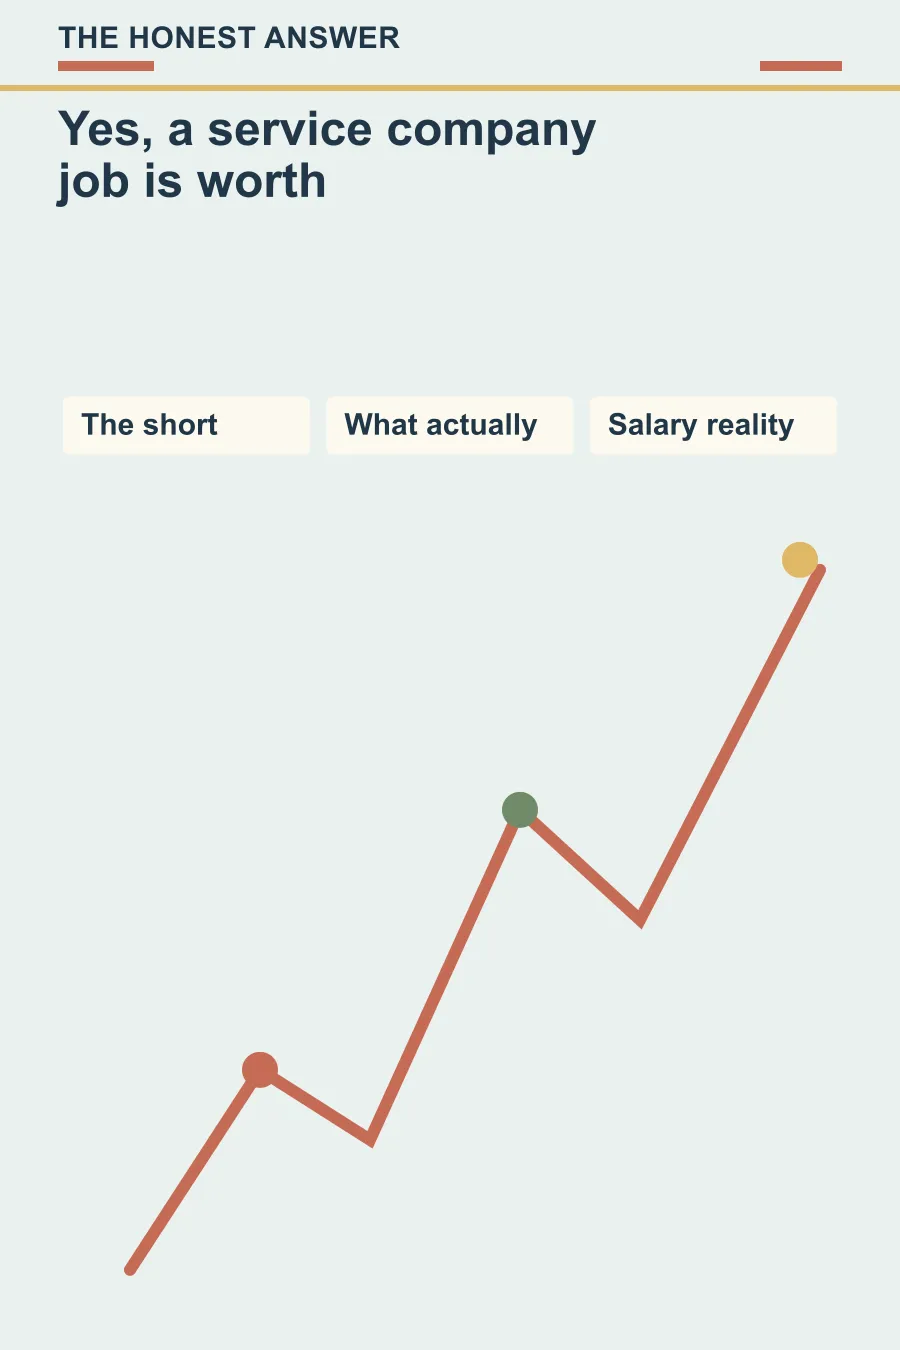 THE HONEST ANSWER
Yes, a service company
job is worth
The short
What actually
Salary reality